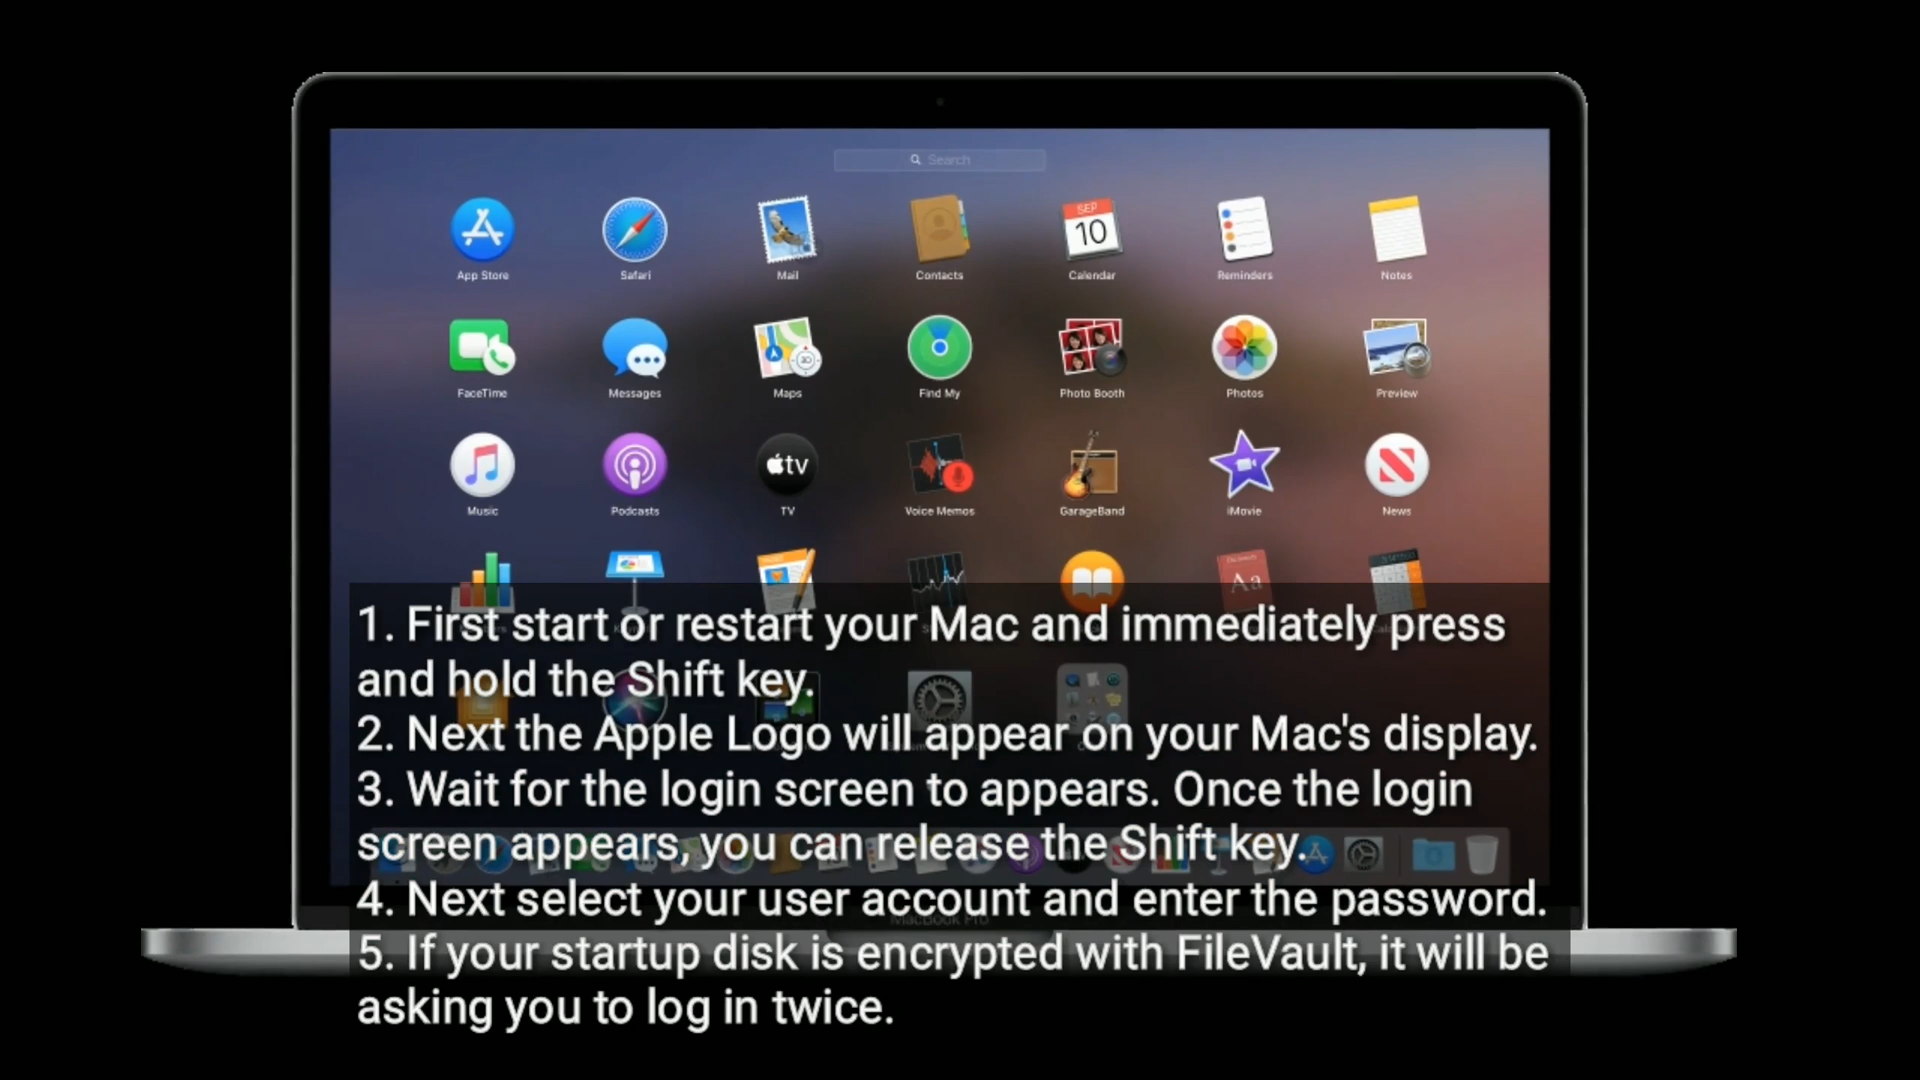 Search
App Store
Safari
Mail
Contacts
SEP
10
Calendar
Reminders
Notes
FaceTime
Messages
3D
Maps
Find My
Photo Booth
Photos
Preview
Music
Podcasts
tv
TV
Voice Memos
GarageBand
iMovie
News
Aa
1. First start or restart your Mac and immediately press
and hold the Shift key.
2. Next the Apple Logo will appear on your Mac's display.
3. Wait for the login screen to appears. Once the login
screen appears, you can release the Shift key.
4. Next select your user account and enter the password.
MacBook Pro
5. If your startup disk is encrypted with FileVault, it will be
asking you to log in twice.